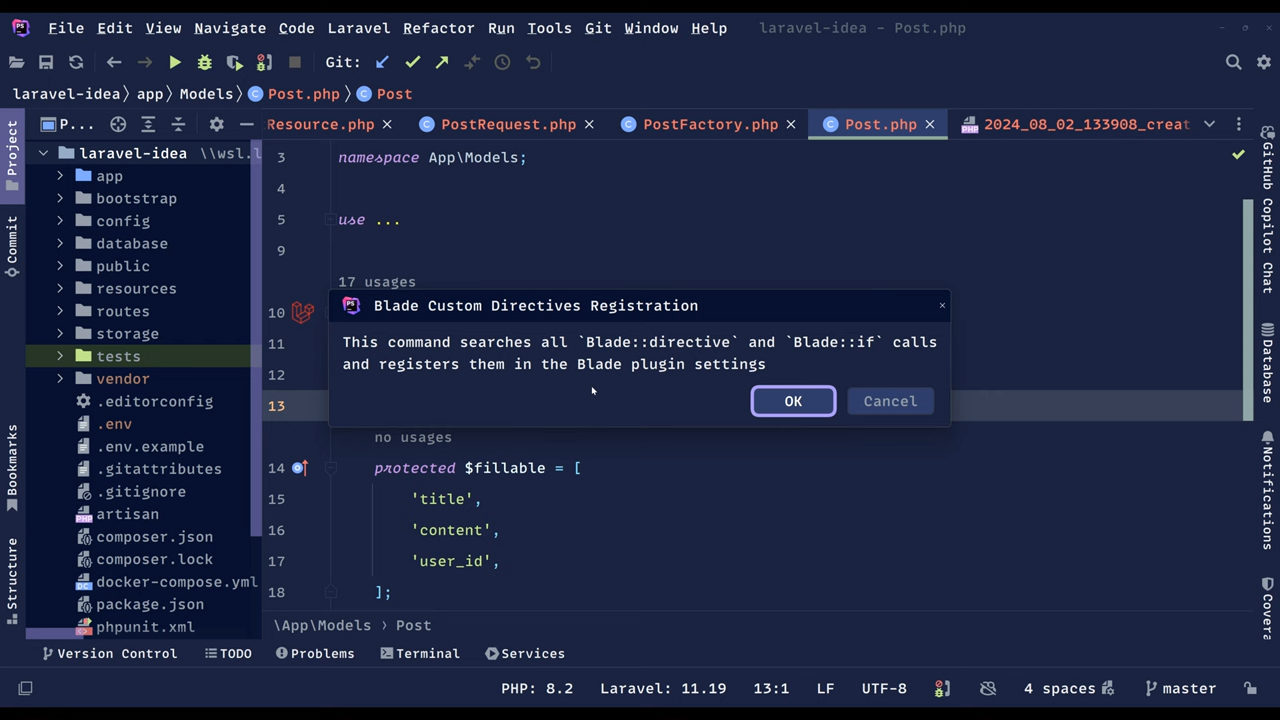 File Edit View Navigate Code Laravel Refactor Run Tools Git Window Help laravel-idea – Post.php
Git:
laravel-idea app Models Post.php Post
P... Resource.php PostRequest.php PostFactory.php Post.php 2024_08_02_133908_creat
Project
Commit
Bookmarks
Structure
laravel-idea \\wsl.l
app
bootstrap
config
database
public
resources
routes
storage
tests
vendor
.editorconfig
.env
.env.example
.gitattributes
.gitignore
artisan
composer.json
composer.lock
docker-compose.yml
package.json
phpunit.xml
3 namespace App\Models;
4
5 use ...
9
17 usages
10
11
12
13
no usages
14 protected $fillable = [
15 'title',
16 'content',
17 'user_id',
18 ];
Blade Custom Directives Registration
This command searches all `Blade::directive` and `Blade::if` calls
and registers them in the Blade plugin settings
OK Cancel
\App\Models › Post
GitHub Copilot Chat
Database
Notifications
Covera
Version Control TODO Problems Terminal Services
PHP: 8.2 Laravel: 11.19 13:1 LF UTF-8 4 spaces master